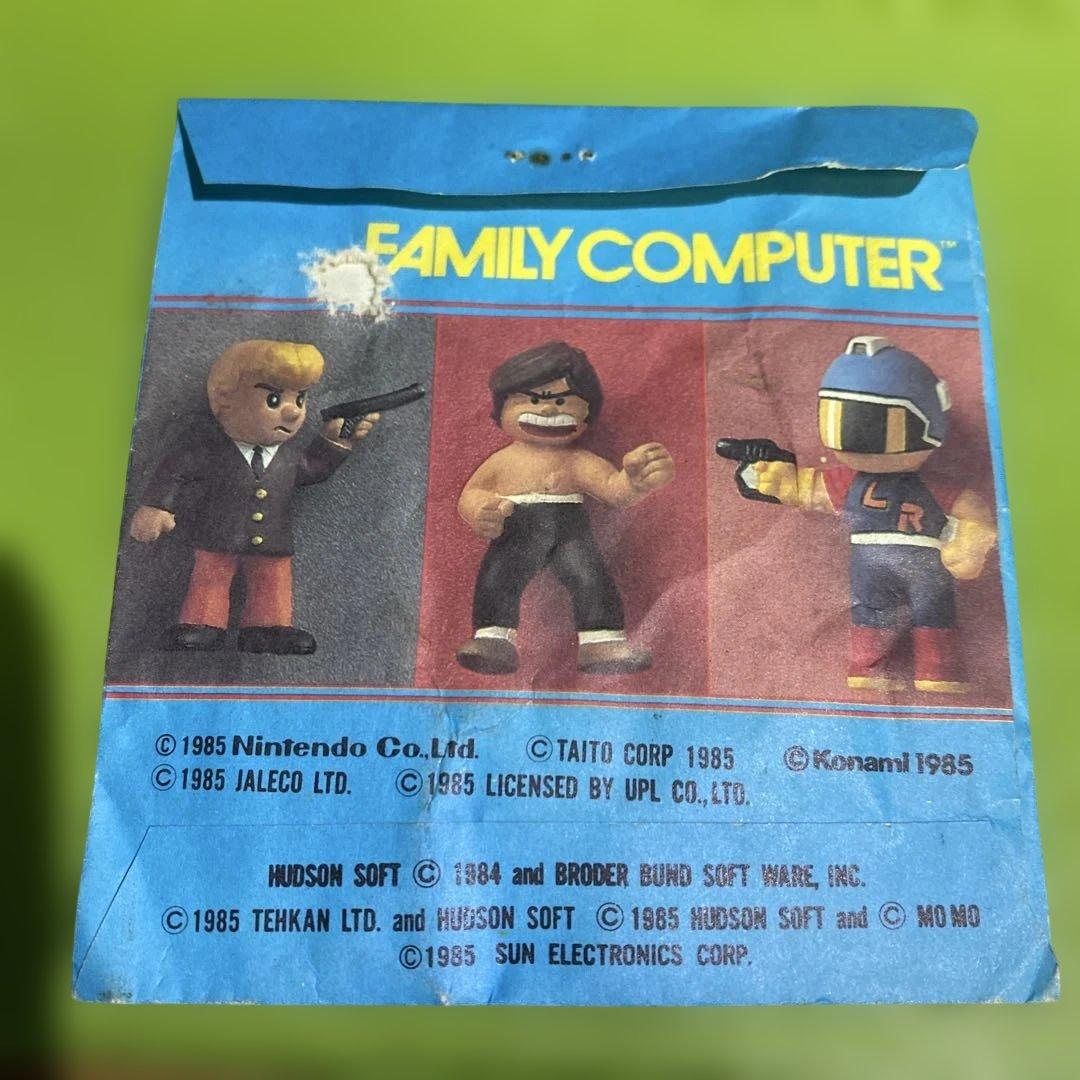 FAMILY COMPUTER™
L R
© 1985 Nintendo Co., Ltd. © TAITO CORP 1985 © Konami 1985
© 1985 JALECO LTD. © 1985 LICENSED BY UPL CO., LTD.
HUDSON SOFT © 1984 and BRODER BUND SOFT WARE, INC.
© 1985 TEHKAN LTD. and HUDSON SOFT © 1985 HUDSON SOFT and © MOMO
© 1985 SUN ELECTRONICS CORP.